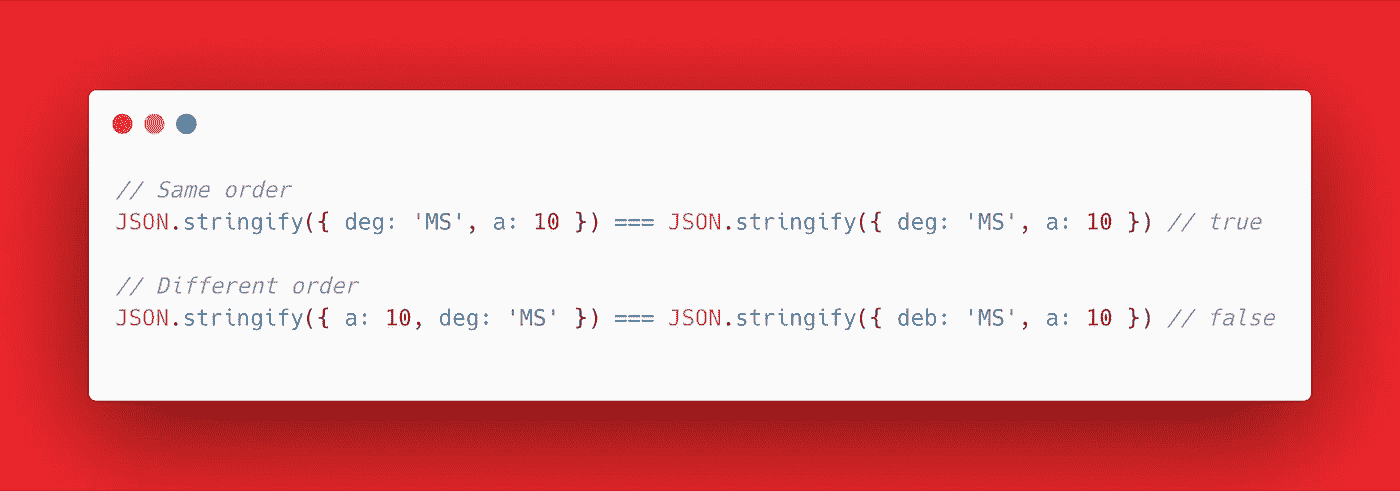 // Same order
JSON.stringify({ deg: 'MS', a: 10 }) === JSON.stringify({ deg: 'MS', a: 10 }) // true
// Different order
JSON.stringify({ a: 10, deg: 'MS' }) === JSON.stringify({ deb: 'MS', a: 10 }) // false